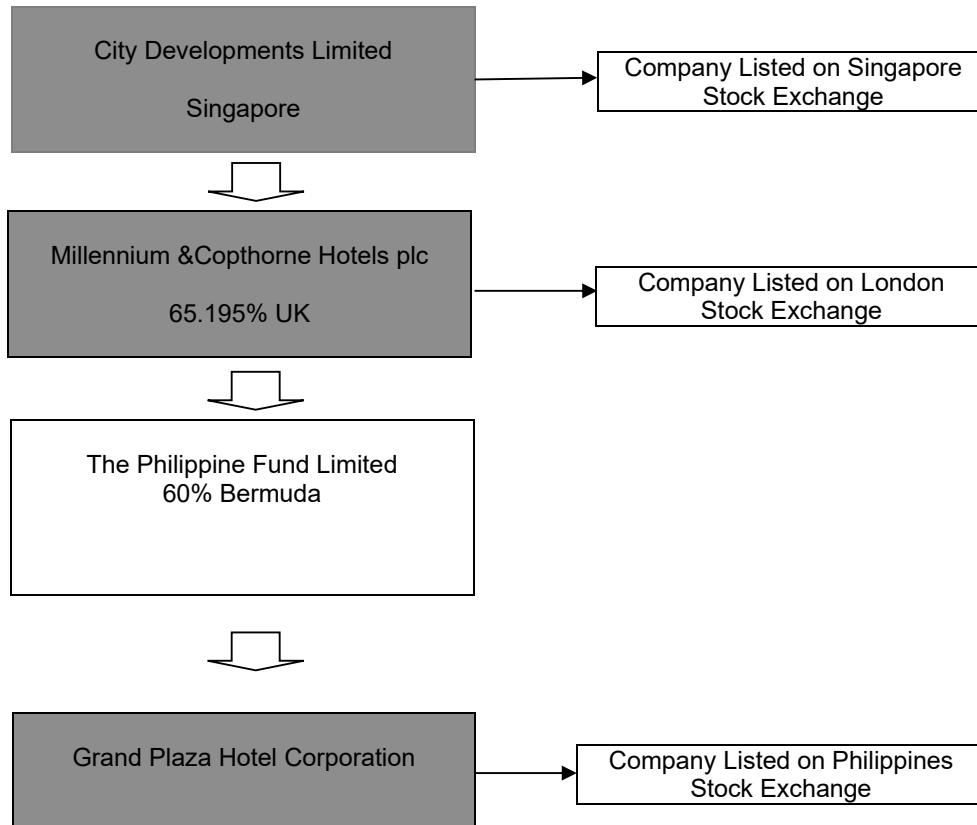 City Developments Limited
Singapore
Company Listed on Singapore
Stock Exchange
Millennium &Copthorne Hotels plc
65.195% UK
Company Listed on London
Stock Exchange
The Philippine Fund Limited
60% Bermuda
Grand Plaza Hotel Corporation
Company Listed on Philippines
Stock Exchange